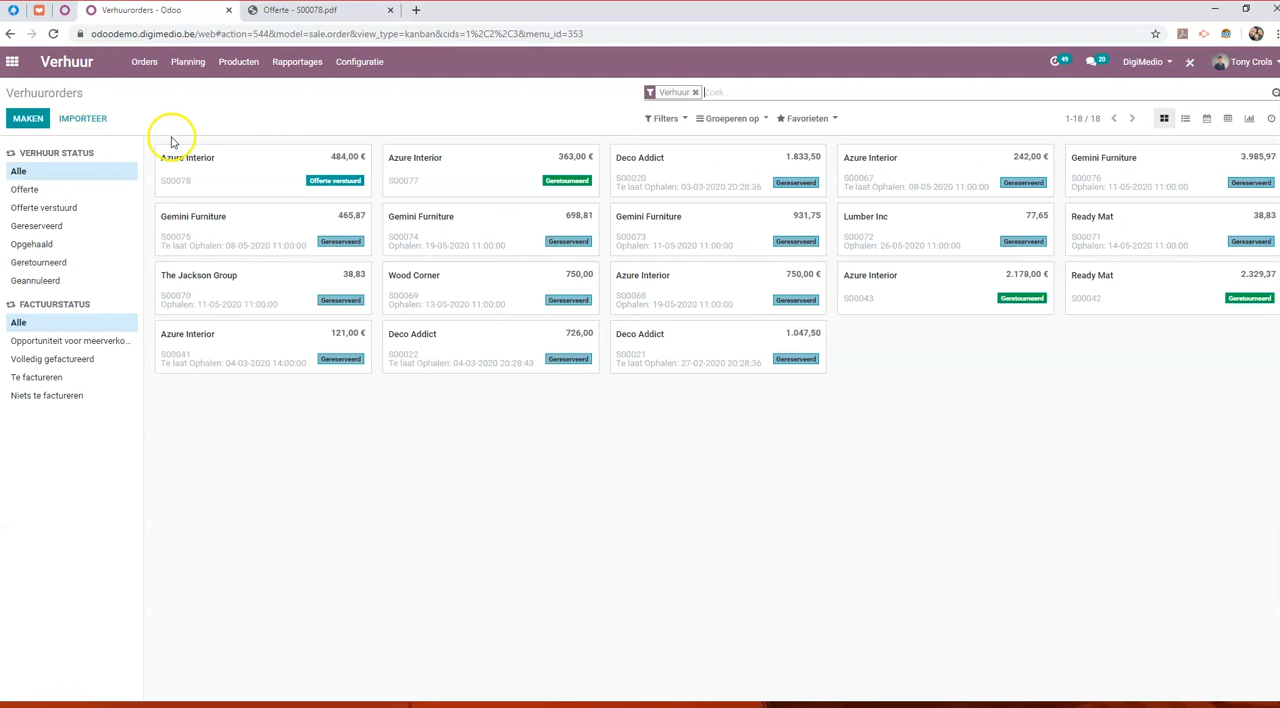 Verhuurorders - Odoo
Offerte - S00078.pdf
odoodemo.digimedio.be/web#action=544&model=sale.order&view_type=kanban&cids=1%2C2%2C3&menu_id=353
Verhuur Orders Planning Producten Rapportages Configuratie 49 20 DigiMedio Tony Crols
Verhuurorders
Verhuur Zoek...
MAKEN IMPORTEER
Filters Groeperen op Favorieten 1-18 / 18
VERHUUR STATUS
Alle
Offerte
Offerte verstuurd
Gereserveerd
Opgehaald
Geretourneerd
Geannuleerd
FACTUURSTATUS
Alle
Opportuniteit voor meerverko...
Volledig gefactureerd
Te factureren
Niets te factureren
Azure Interior 484,00 €
S00078 Offerte verstuurd
Azure Interior 363,00 €
S00077 Geretourneerd
Deco Addict 1.833,50
S00020
Te laat Ophalen: 03-03-2020 20:28:36 Gereserveerd
Azure Interior 242,00 €
S00067
Te laat Ophalen: 08-05-2020 11:00:00 Gereserveerd
Gemini Furniture 3.985,97
S00076
Ophalen: 11-05-2020 11:00:00 Gereserveerd
Gemini Furniture 465,87
S00075
Te laat Ophalen: 08-05-2020 11:00:00 Gereserveerd
Gemini Furniture 698,81
S00074
Ophalen: 19-05-2020 11:00:00 Gereserveerd
Gemini Furniture 931,75
S00073
Ophalen: 11-05-2020 11:00:00 Gereserveerd
Lumber Inc 77,65
S00072
Ophalen: 26-05-2020 11:00:00 Gereserveerd
Ready Mat 38,83
S00071
Ophalen: 14-05-2020 11:00:00 Gereserveerd
The Jackson Group 38,83
S00070
Ophalen: 11-05-2020 11:00:00 Gereserveerd
Wood Corner 750,00
S00069
Ophalen: 13-05-2020 11:00:00 Gereserveerd
Azure Interior 750,00 €
S00068
Ophalen: 19-05-2020 11:00:00 Gereserveerd
Azure Interior 2.178,00 €
S00043 Geretourneerd
Ready Mat 2.329,37
S00042 Geretourneerd
Azure Interior 121,00 €
S00041
Te laat Ophalen: 04-03-2020 14:00:00 Gereserveerd
Deco Addict 726,00
S00022
Te laat Ophalen: 04-03-2020 20:28:43 Gereserveerd
Deco Addict 1.047,50
S00021
Te laat Ophalen: 27-02-2020 20:28:36 Gereserveerd